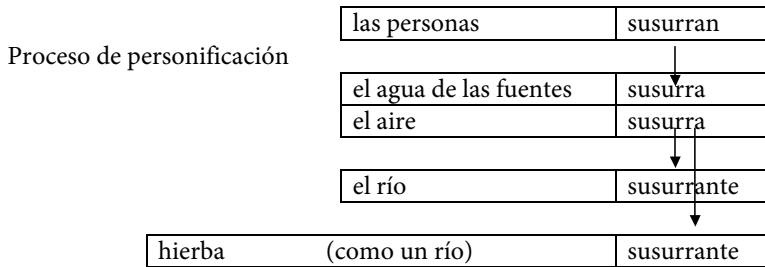 las personas susurran
Proceso de personificación
el agua de las fuentes susurra
el aire susurra
el río susurrante
hierba (como un río) susurrante